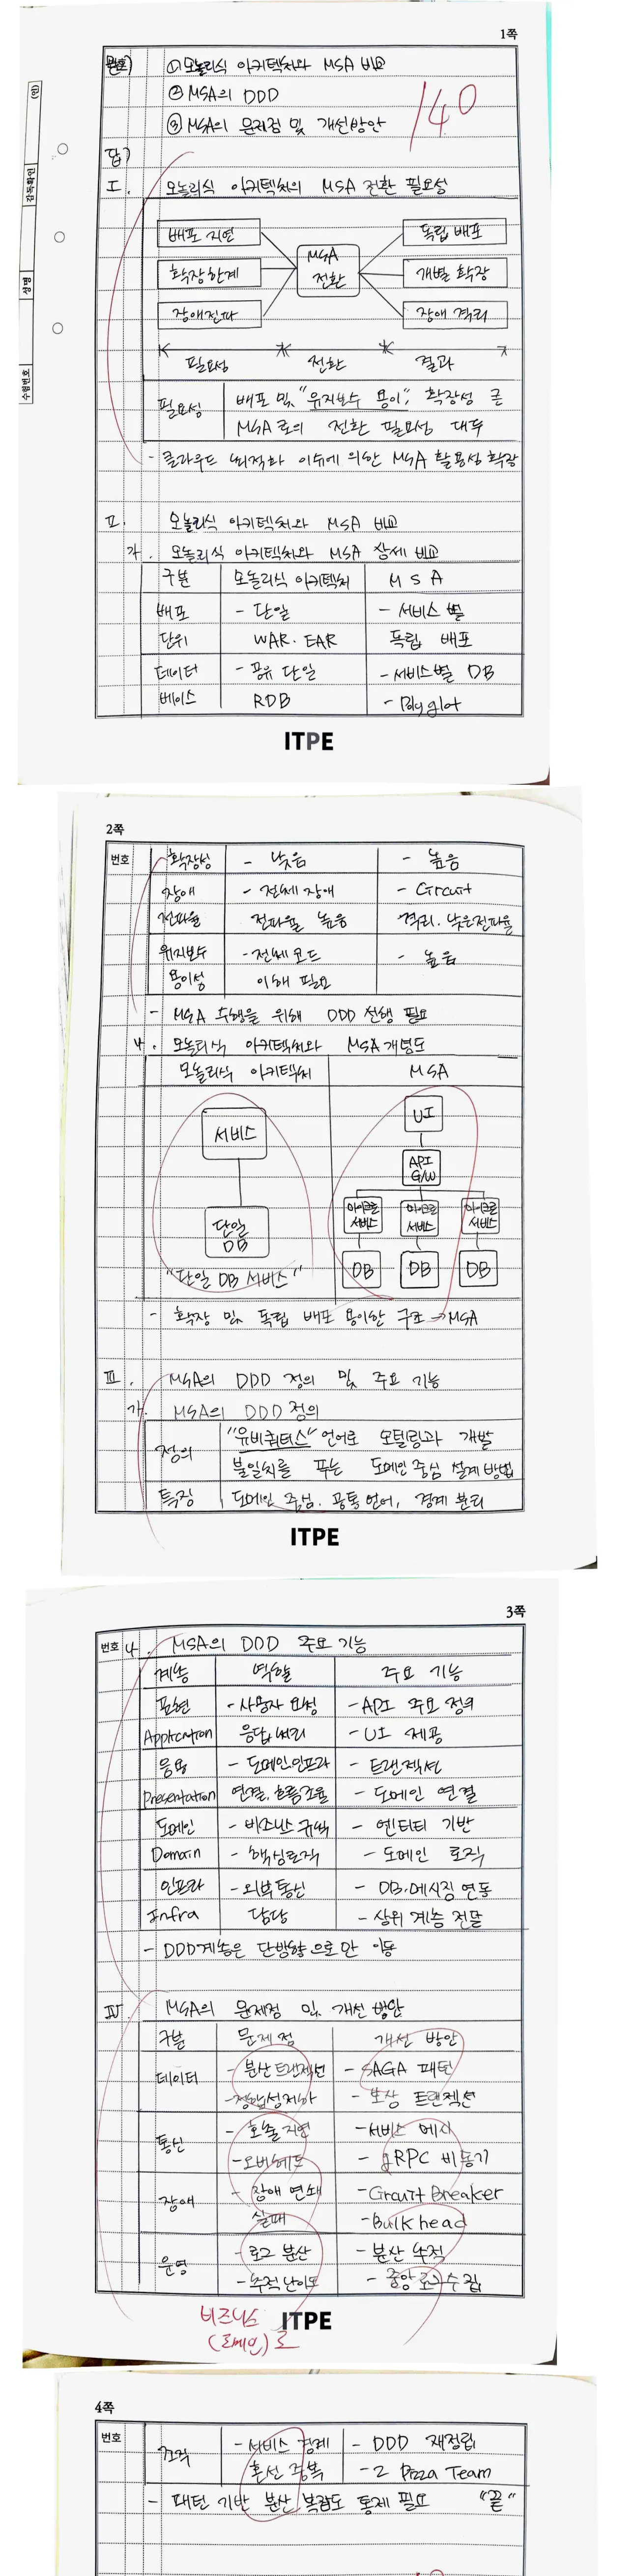 1쪽
번호)
① 모놀리식 아키텍처와 MSA 비교
② MSA의 DDD
③ MSA의 문제점 및 개선방안
14.0
답)
I. 모놀리식 아키텍처의 MSA 전환 필요성
배포 지연
MSA 전환
독립 배포
확장한계
개별 확장
장애전파
장애 격리
필요성 전환 결과
필요성
배포 및 "유지보수 용이", 확장성 큰
MSA로의 전환 필요성 대두
- 클라우드 최적화 이슈에 의한 MSA 활용성 확장
II. 모놀리식 아키텍처와 MSA 비교
가. 모놀리식 아키텍처와 MSA 상세 비교
구분 모놀리식 아키텍처 MSA
배포 - 단일 - 서비스 별
단위 WAR. EAR 독립 배포
데이터 - 공유 단일 - 서비스별 DB
베이스 RDB - Polyglot
ITPE
(인)
감독확인
성명
수험번호
2쪽
번호
확장성 - 낮음 - 높음
장애 - 전체 장애 - Circuit
전파율 전파율 높음 격리. 낮은전파율
유지보수 - 전체 코드 - 높음
용이성 이해 필요
- MSA 수행을 위해 DDD 선행 필요
나. 모놀리식 아키텍처와 MSA 개념도
모놀리식 아키텍처 MSA
서비스
단일 DB
"단일 DB 서비스"
UI
API G/W
마이크로 서비스 마이크로 서비스 마이크로 서비스
DB DB DB
- 확장 및 독립 배포 용이한 구조 → MSA
III. MSA의 DDD 정의 및 주요 기능
가. MSA의 DDD 정의
정의
"유비쿼터스" 언어로 모델링과 개발
불일치를 푸는 도메인 중심 설계 방법
특징 도메인 중심. 공통 언어, 경계 분리
ITPE
3쪽
번호
나. MSA의 DDD 주요 기능
계층 역할 주요 기능
표현 - 사용자 요청 - API 주요 정의
Application 응답 처리 - UI 제공
응용 - 도메인.인프라 - 트랜젝션
Presentation 연결, 흐름조율 - 도메인 연결
도메인 - 비즈니스 규칙 - 엔터티 기반
Domain - 핵심로직 - 도메인 로직
인프라 - 외부통신 - DB.메시징 연동
Infra 담당 - 상위 계층 전달
- DDD계층은 단방향으로만 이동
IV. MSA의 문제점 및 개선 방안
구분 문제점 개선 방안
데이터 - 분산 트랜젝션 - SAGA 패턴
- 정합성저하 - 보상 트랜젝션
통신 - 호출 지연 - 서비스 메시
- 오버헤드 - gRPC 비동기
장애 - 장애 연쇄 - Circuit Breaker
실패 - Bulkhead
운영 - 로그 분산 - 분산 추적
- 추적 난이도 - 중앙 로그 수집
비즈니스
(도메인) 로
ITPE
4쪽
번호
조직 - 서비스 경계 - DDD 재정립
혼선 중복 - 2 Pizza Team
- 패턴 기반 분산 복잡도 통제 필요 "끝"